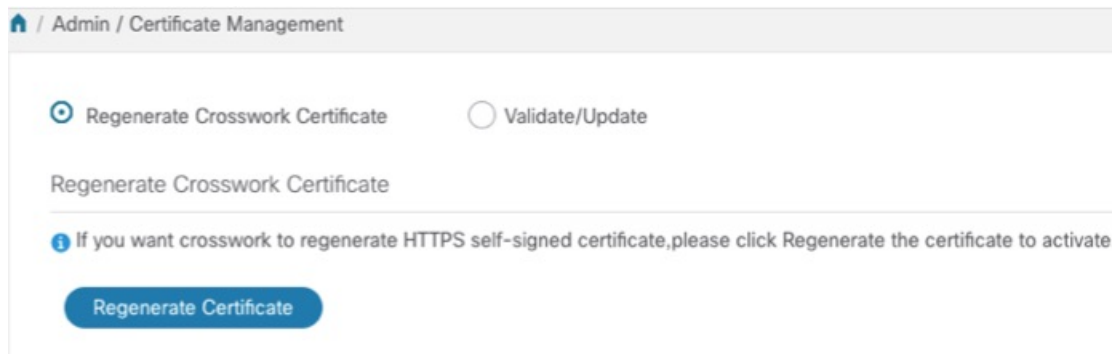 / Admin / Certificate Management
Regenerate Crosswork Certificate Validate/Update
Regenerate Crosswork Certificate
If you want crosswork to regenerate HTTPS self-signed certificate,please click Regenerate the certificate to activate
Regenerate Certificate